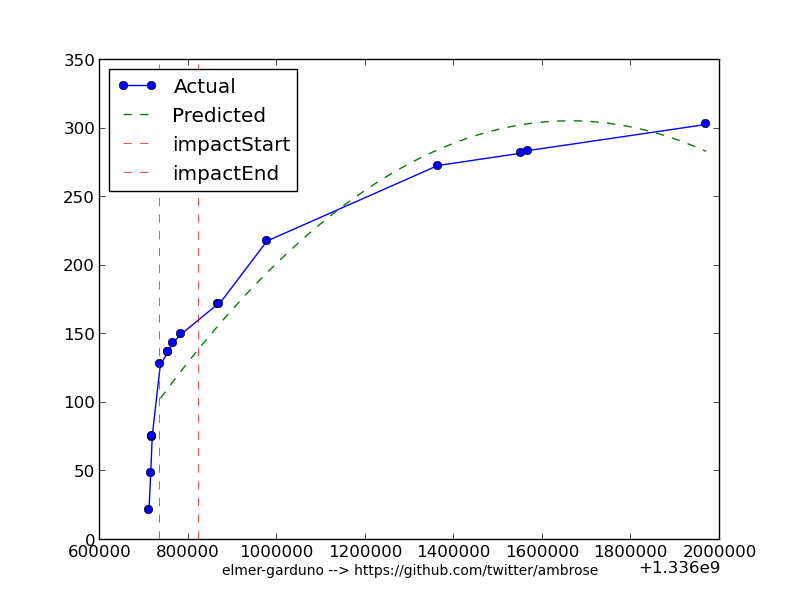 350
300
250
200
150
100
50
0
Actual
Predicted
impactStart
impactEnd
600000 800000 1000000 1200000 1400000 1600000 1800000 2000000
+1.336e9
elmer-garduno --> https://github.com/twitter/ambrose